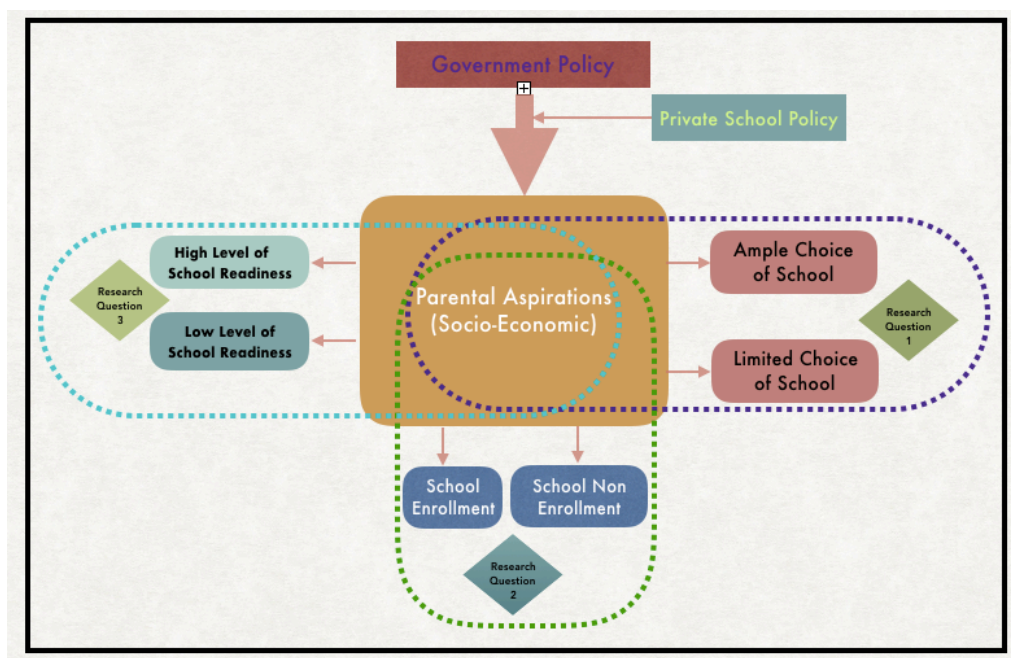 Government Policy
Private School Policy
High Level of
School Readiness
Research
Question
3
Low Level of
School Readiness
Parental Aspirations
(Socio-Economic)
Ample Choice
of School
Research
Question
1
Limited Choice
of School
School
Enrollment
School Non
Enrollment
Research
Question
2